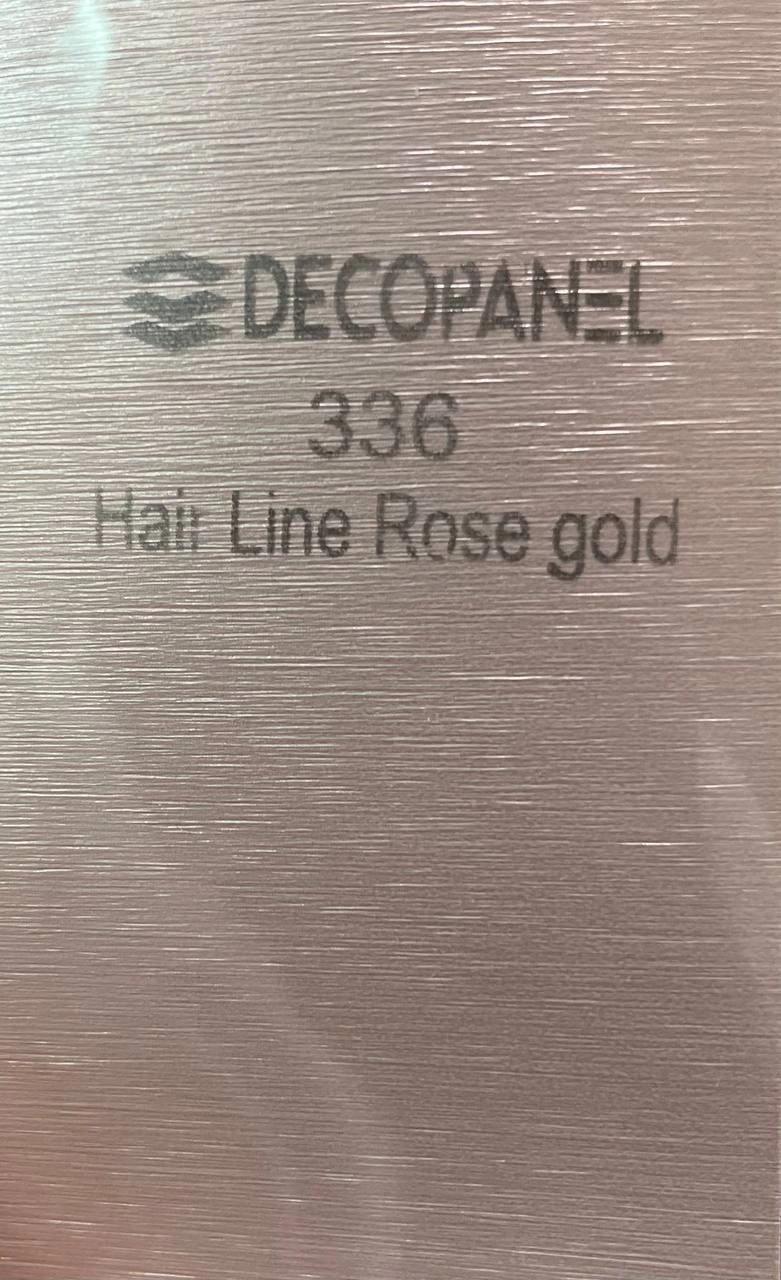 DECOPANEL
336
Hair Line Rose gold